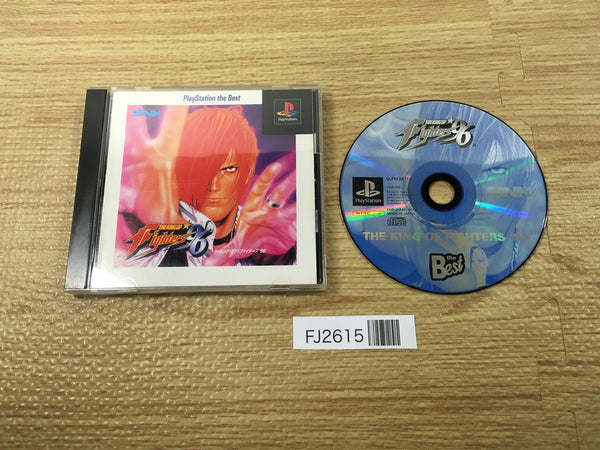 PlayStation the Best
SNK
PlayStation
THE KING OF
Fighters '96
ザ・キング・オブ・ファイターズ '96
THE KING OF
Fighters '96
PlayStation
SNK
THE KING OF FIGHTERS
the
Best
FJ2615